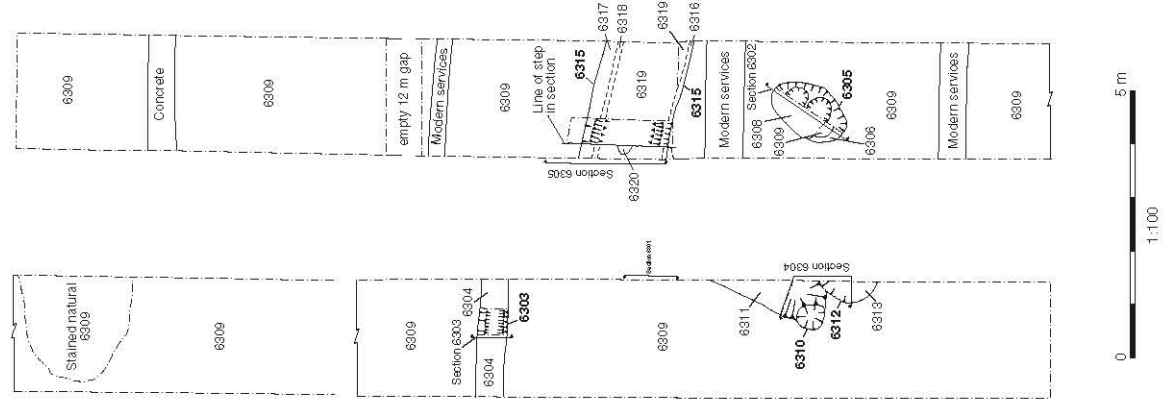 6309
Concrete
6309
empty 12 m gap
Modern services
6309
Line of step
in section
6315
6317
6318
6319
6319
6316
6315
6320
Section 6305
Modern services
Section 6302
6305
6308
6309
6306
6309
Modern services
6309
Stained natural
6309
6309
6309
Section 6303
6304
6304
6303
Section 6301
6309
6311
Section 6304
6310
6312
6313
0
5 m
1:100